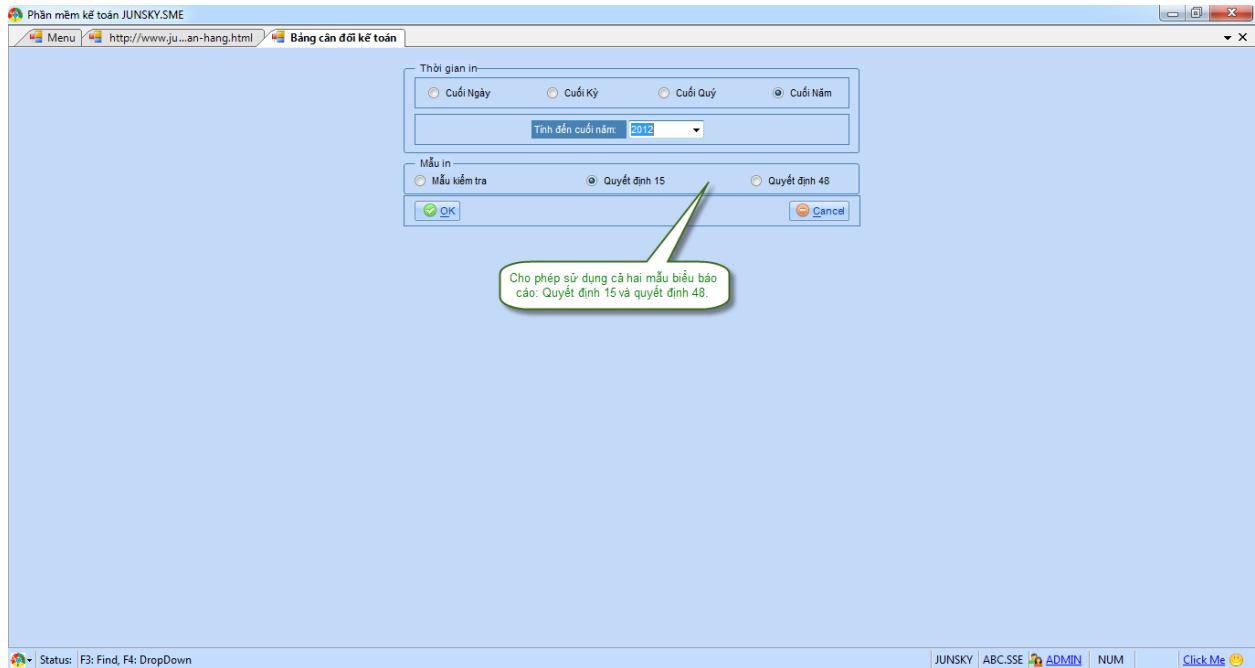 Phần mềm kế toán JUNSKY.SME
Menu http://www.ju...an-hang.html Bảng cân đối kế toán
Thời gian in
Cuối Ngày Cuối Kỳ Cuối Quý Cuối Năm
Tính đến cuối năm: 2012
Mẫu in
Mẫu kiểm tra Quyết định 15 Quyết định 48
OK Cancel
Cho phép sử dụng cả hai mẫu biểu báo
cáo: Quyết định 15 và quyết định 48.
Status: F3: Find, F4: DropDown JUNSKY ABC.SSE ADMIN NUM Click Me